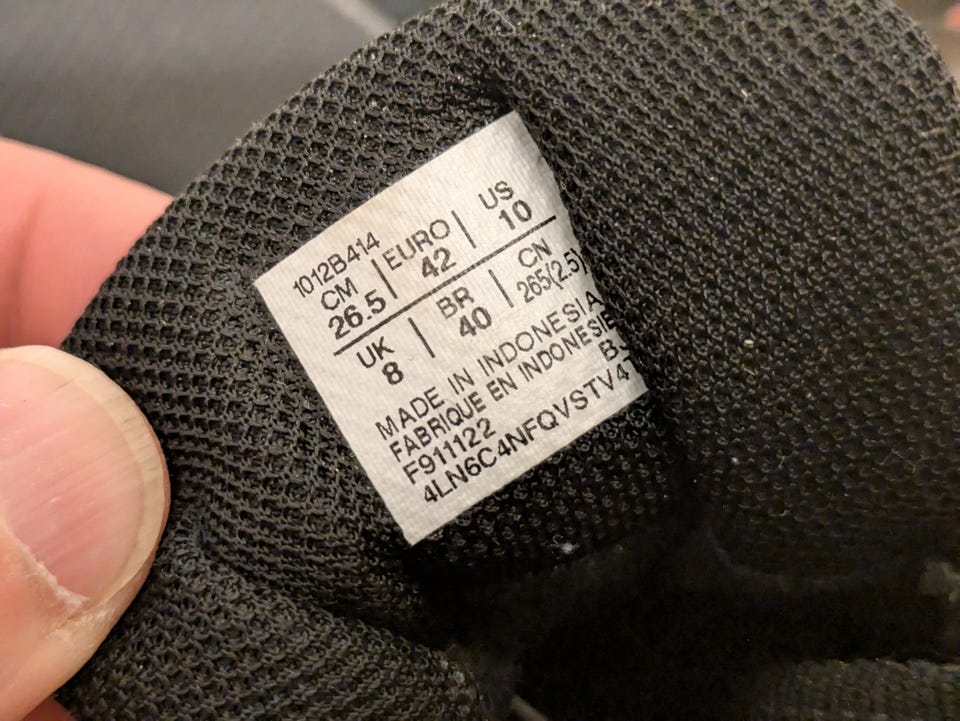 1012B414
CM | EURO | US
26.5 | 42 | 10
UK | BR | CN
8 | 40 | 265(2.5)
MADE IN INDONESIA
FABRIQUE EN INDONESIE
F911122
4LN6C4NFQVSTV4